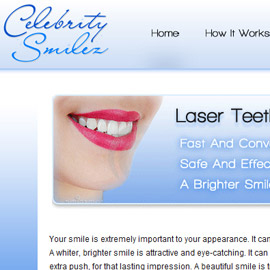 Celebrity
Smilez
Home How It Works
Laser Teet
Fast And Conv
Safe And Effec
A Brighter Smil
Your smile is extremely important to your appearance. It can
A whiter, brighter smile is attractive and eye-catching. It can
extra push, for that lasting impression. A beautiful smile is t